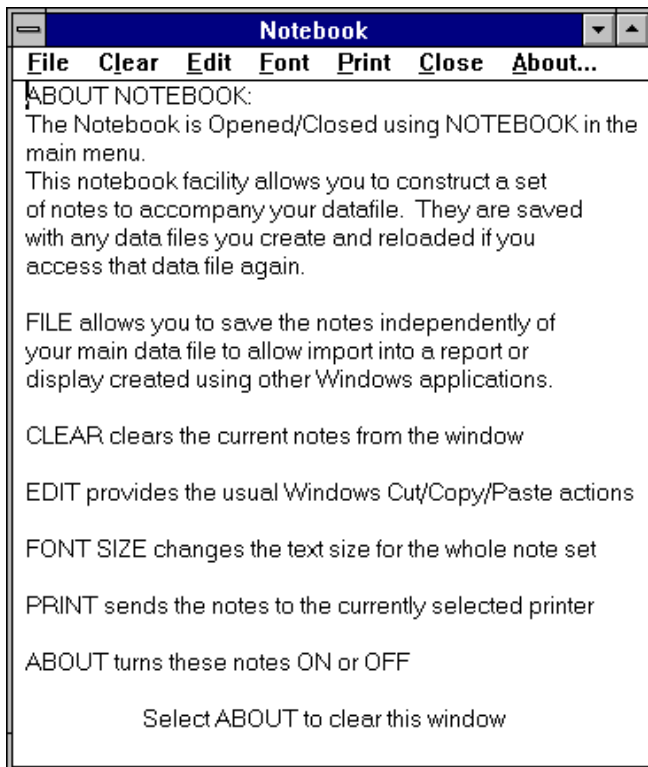 Notebook
File Clear Edit Font Print Close About...
ABOUT NOTEBOOK:
The Notebook is Opened/Closed using NOTEBOOK in the
main menu.
This notebook facility allows you to construct a set
of notes to accompany your datafile.  They are saved
with any data files you create and reloaded if you
access that data file again.
FILE allows you to save the notes independently of
your main data file to allow import into a report or
display created using other Windows applications.
CLEAR clears the current notes from the window
EDIT provides the usual Windows Cut/Copy/Paste actions
FONT SIZE changes the text size for the whole note set
PRINT sends the notes to the currently selected printer
ABOUT turns these notes ON or OFF
Select ABOUT to clear this window